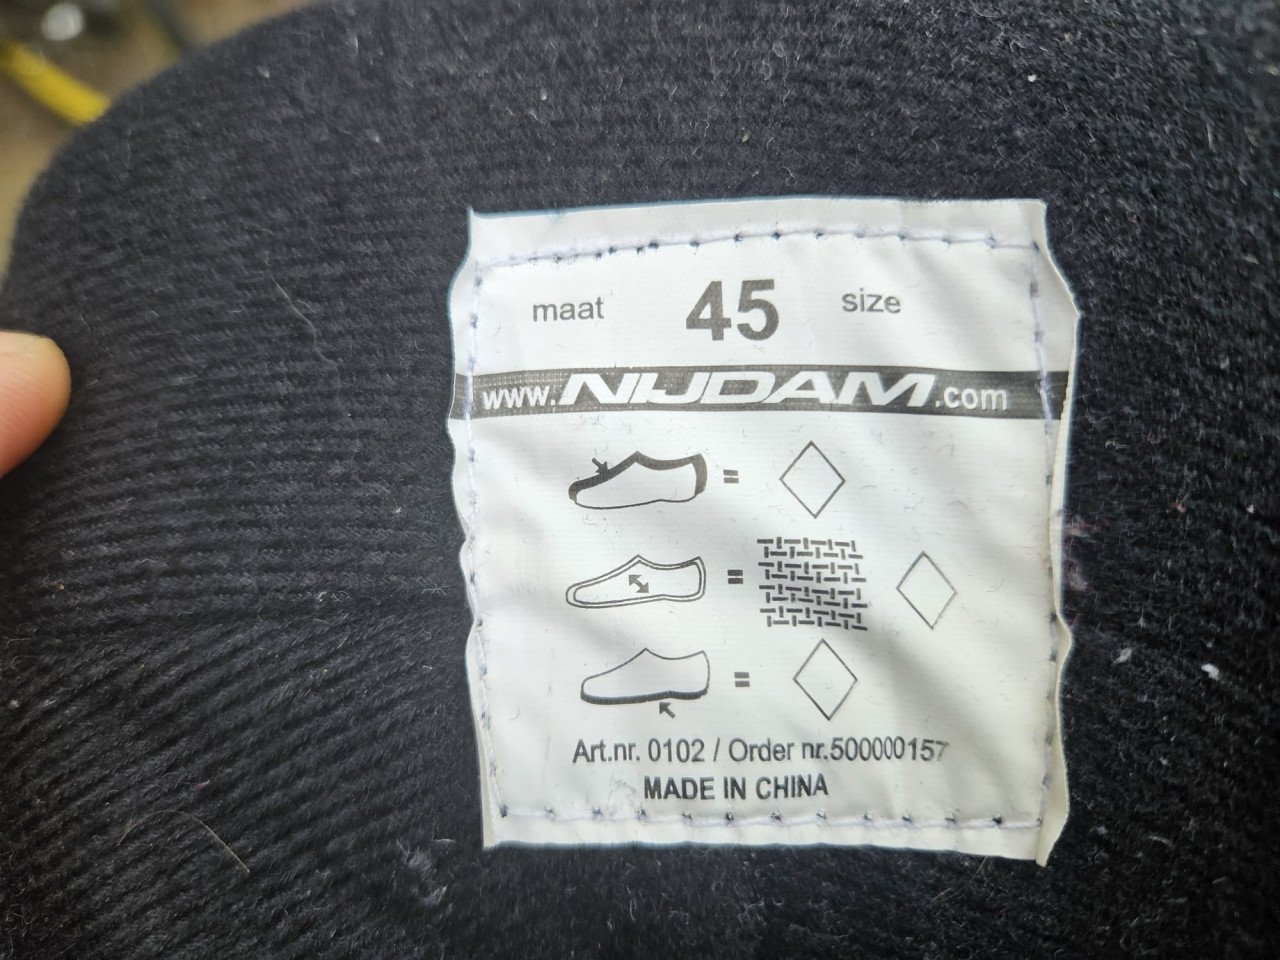 maat 45 size
www.NIJDAM.com
=
=
=
Art.nr. 0102 / Order nr.500000157
MADE IN CHINA